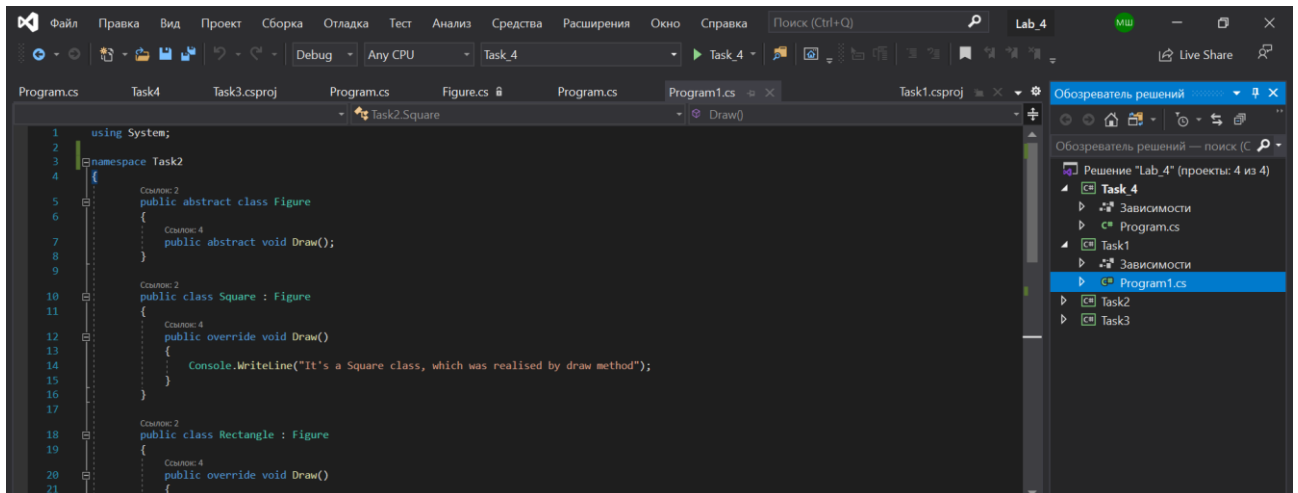 Файл Правка Вид Проект Сборка Отладка Тест Анализ Средства Расширения Окно Справка Поиск (Ctrl+Q) Lab_4 МШ
Debug Any CPU Task_4 Task_4 Live Share
Program.cs Task4 Task3.csproj Program.cs Figure.cs Program.cs Program1.cs Task1.csproj
Обозреватель решений
Task2.Square Draw()
Обозреватель решений — поиск (С
Решение "Lab_4" (проекты: 4 из 4)
Task_4
Зависимости
Program.cs
Task1
Зависимости
Program1.cs
Task2
Task3
1 using System;
2
3 namespace Task2
4 {
Ссылок: 2
5 public abstract class Figure
6 {
Ссылок: 4
7 public abstract void Draw();
8 }
9
Ссылок: 2
10 public class Square : Figure
11 {
Ссылок: 4
12 public override void Draw()
13 {
14 Console.WriteLine("It's a Square class, which was realised by draw method");
15 }
16 }
17
Ссылок: 2
18 public class Rectangle : Figure
19 {
Ссылок: 4
20 public override void Draw()
21 {